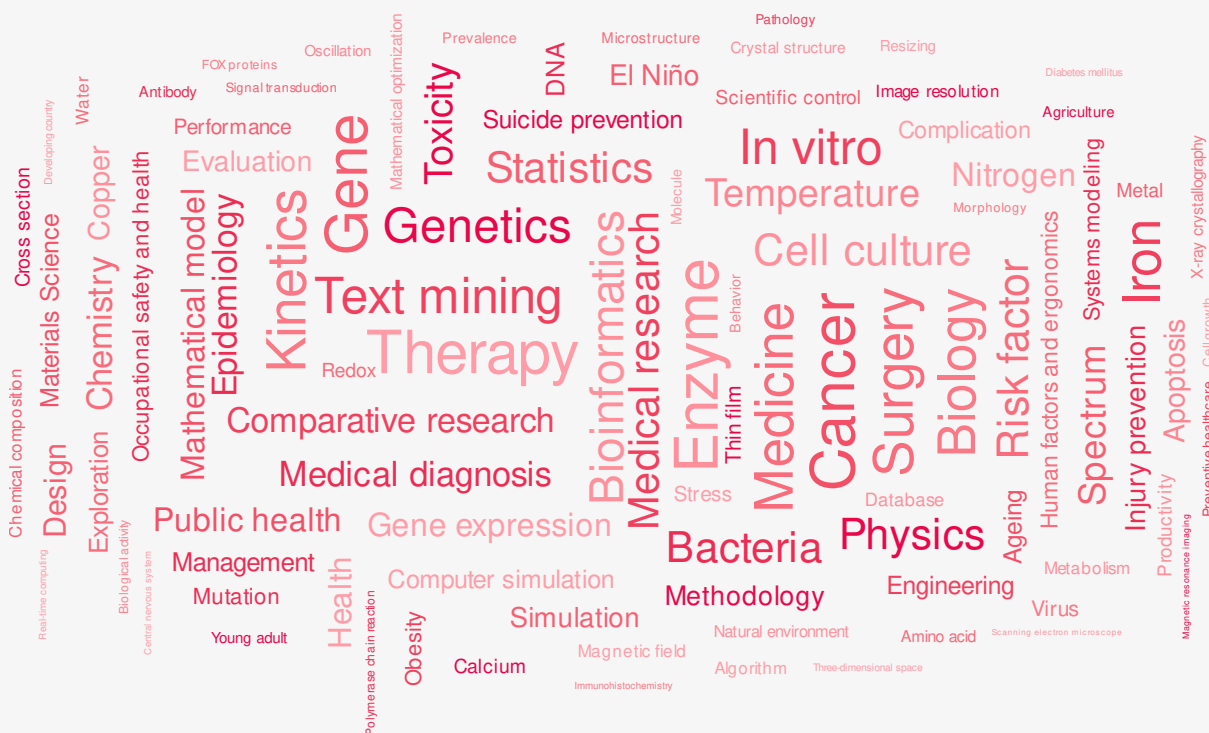 Pathology
Prevalence
Microstructure
Oscillation
Crystal structure
Resizing
FOX proteins
DNA
El Niño
Diabetes mellitus
Mathematical optimization
Signal transduction
Antibody
Water
Toxicity
Scientific control
Image resolution
Agriculture
Developing country
Performance
Suicide prevention
Complication
Gene
Evaluation
Statistics
In vitro
Nitrogen
Systems modeling
Metal
X-ray crystallography
Cross section
Copper
Occupational safety and health
Mathematical model
Epidemiology
Kinetics
Genetics
Molecule
Temperature
Morphology
Materials Science
Chemistry
Bioinformatics
Medical research
Cell culture
Iron
Human factors and ergonomics
Text mining
Enzyme
Behavior
Risk factor
Therapy
Redox
Medicine
Cancer
Surgery
Biology
Spectrum
Injury prevention
Apoptosis
Cell growth
Chemical composition
Comparative research
Thin film
Preventive healthcare
Design
Exploration
Medical diagnosis
Stress
Database
Ageing
Productivity
Public health
Gene expression
Bacteria
Physics
Magnetic resonance imaging
Real-time computing
Biological activity
Central nervous system
Management
Health
Computer simulation
Engineering
Metabolism
Mutation
Methodology
Virus
Simulation
Young adult
Polymerase chain reaction
Obesity
Natural environment
Amino acid
Scanning electron microscope
Calcium
Magnetic field
Algorithm
Three-dimensional space
Immunohistochemistry